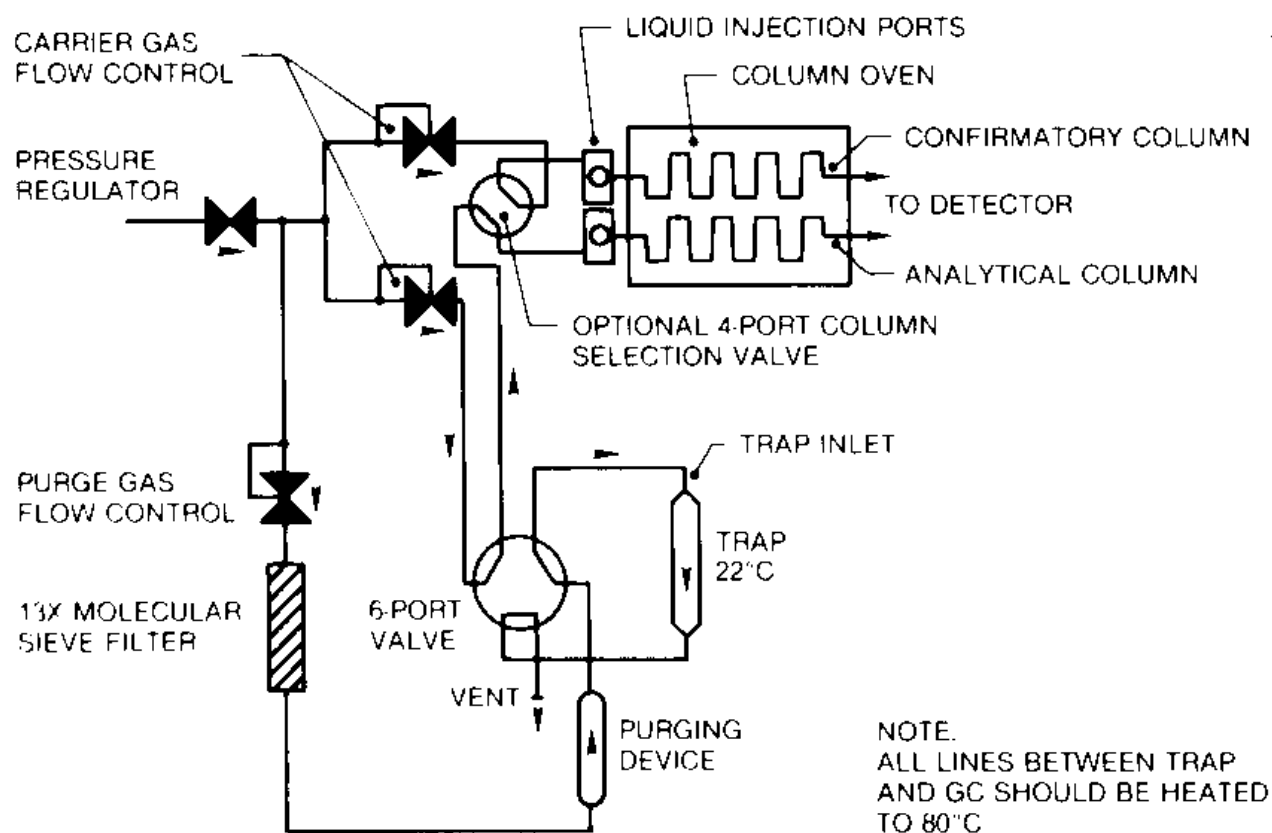 CARRIER GAS
FLOW CONTROL
PRESSURE
REGULATOR
LIQUID INJECTION PORTS
COLUMN OVEN
CONFIRMATORY COLUMN
TO DETECTOR
ANALYTICAL COLUMN
OPTIONAL 4-PORT COLUMN
SELECTION VALVE
PURGE GAS
FLOW CONTROL
13X MOLECULAR
SIEVE FILTER
6-PORT
VALVE
TRAP INLET
TRAP
22°C
VENT
PURGING
DEVICE
NOTE.
ALL LINES BETWEEN TRAP
AND GC SHOULD BE HEATED
TO 80°C